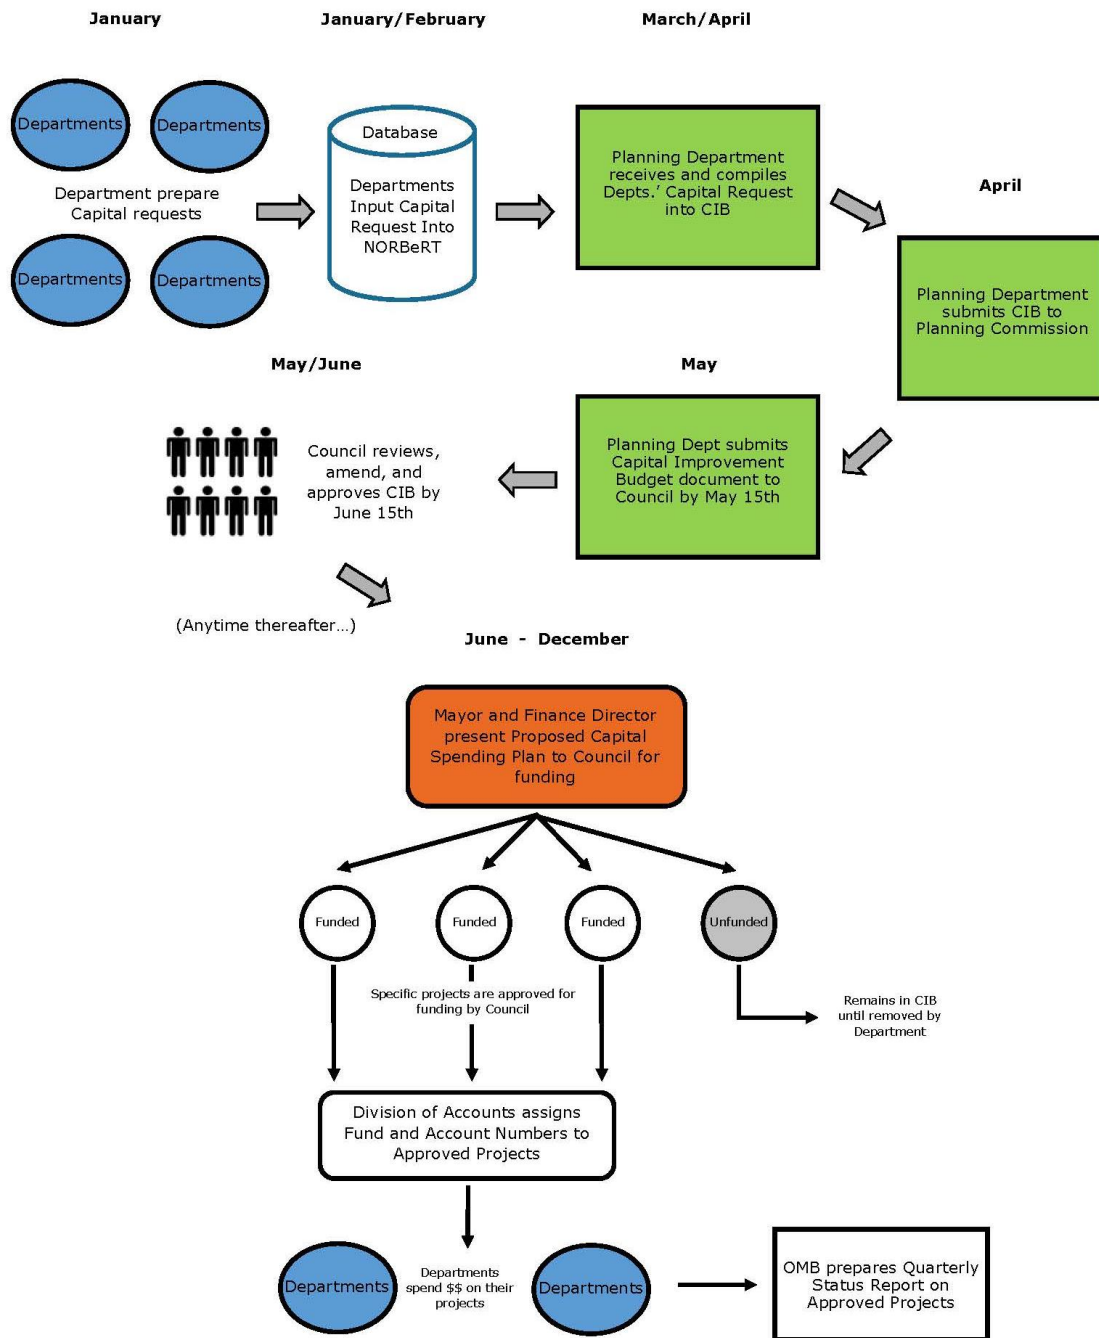 January
January/February
March/April
Departments
Departments
Department prepare
Capital requests
Departments
Departments
Database
Departments
Input Capital
Request Into
NORBeRT
Planning Department
receives and compiles
Depts.’ Capital Request
into CIB
April
Planning Department
submits CIB to
Planning Commission
May/June
May
Council reviews,
amend, and
approves CIB by
June 15th
Planning Dept submits
Capital Improvement
Budget document to
Council by May 15th
(Anytime thereafter…)
June - December
Mayor and Finance Director
present Proposed Capital
Spending Plan to Council for
funding
Funded
Funded
Funded
Unfunded
Specific projects are approved for
funding by Council
Remains in CIB
until removed by
Department
Division of Accounts assigns
Fund and Account Numbers to
Approved Projects
Departments
Departments
spend $$ on their
projects
Departments
OMB prepares Quarterly
Status Report on
Approved Projects